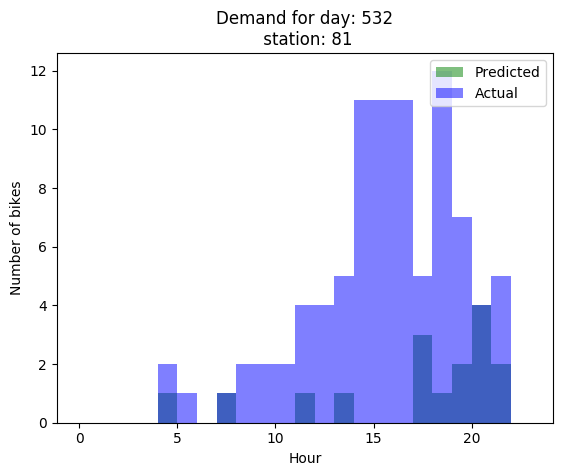 Demand for day: 532
station: 81
Predicted
Actual
12
10
8
6
4
2
0
Number of bikes
0 5 10 15 20
Hour